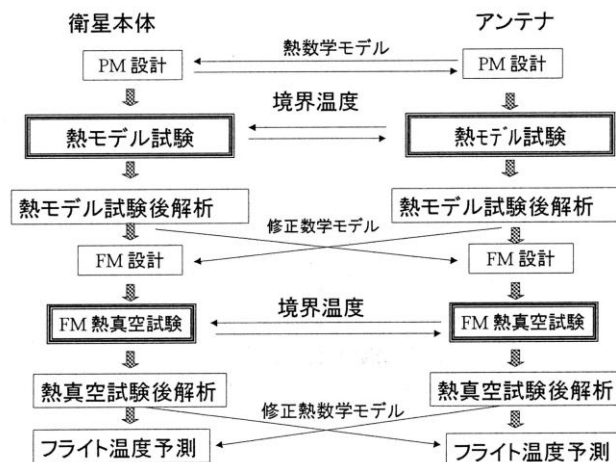 衛星本体
アンテナ
熱数学モデル
PM 設計
PM 設計
境界温度
熱モデル試験
熱モデル試験
熱モデル試験後解析
熱モデル試験後解析
修正数学モデル
FM 設計
FM 設計
境界温度
FM 熱真空試験
FM 熱真空試験
熱真空試験後解析
熱真空試験後解析
修正熱数学モデル
フライト温度予測
フライト温度予測